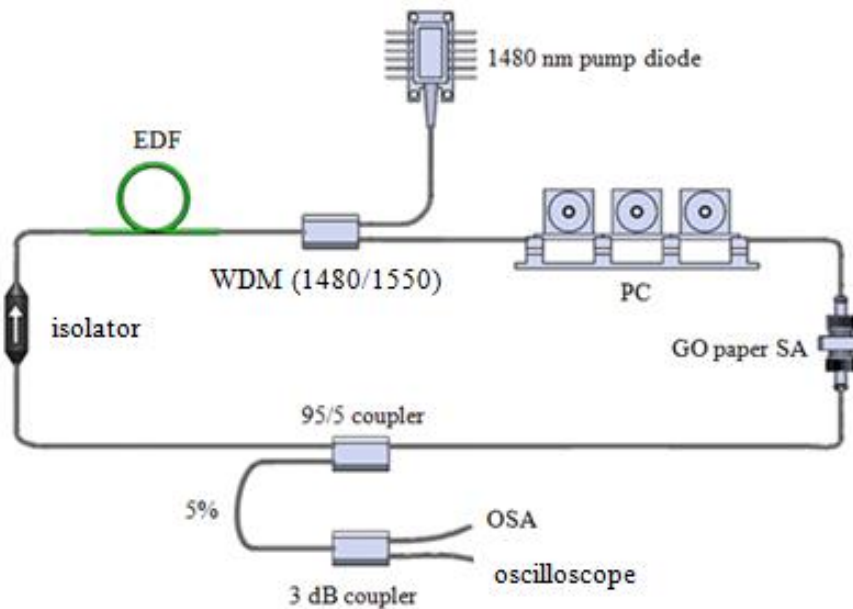 1480 nm pump diode
EDF
WDM (1480/1550)
PC
isolator
GO paper SA
95/5 coupler
5%
OSA
oscilloscope
3 dB coupler